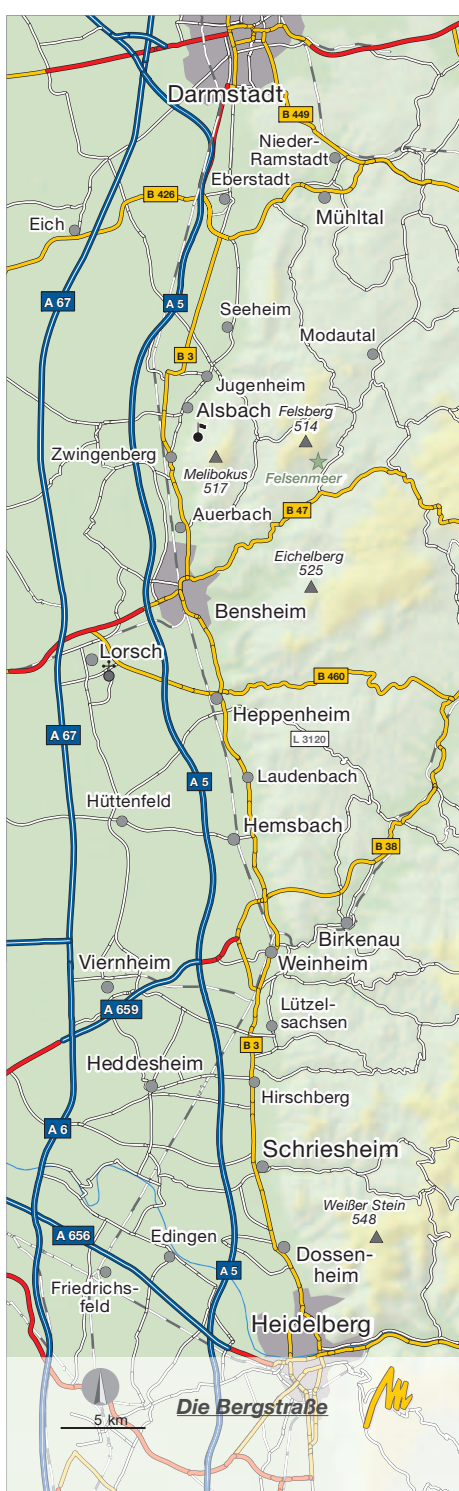 Darmstadt
B 449
Nieder-
Ramstadt
B 426
Eberstadt
Mühltal
Eich
A 67
A 5
Seeheim
Modautal
B 3
Jugenheim
Alsbach
Felsberg
514
Zwingenberg
Melibokus
517
Felsenmeer
B 47
Auerbach
Eichelberg
525
Bensheim
Lorsch
B 460
Heppenheim
A 67
L 3120
A 5
Laudenbach
Hüttenfeld
Hemsbach
B 38
Birkenau
Viernheim
Weinheim
A 659
Lützel-
sachsen
B 3
Heddesheim
Hirschberg
A 6
Schriesheim
Weißer Stein
548
A 656
Edingen
Dossen-
heim
A 5
Friedrichs-
feld
Heidelberg
5 km
Die Bergstraße